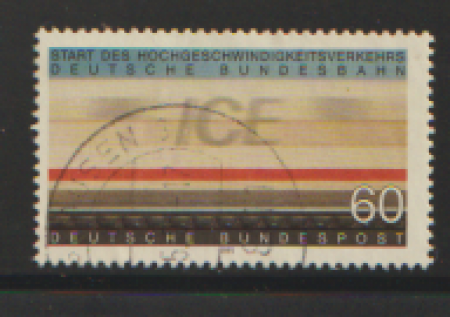 START DES HOCHGESCHWINDIGKEITSVERKEHRS
DEUTSCHE BUNDESBAHN
ICE
60
DEUTSCHE BUNDESPOST